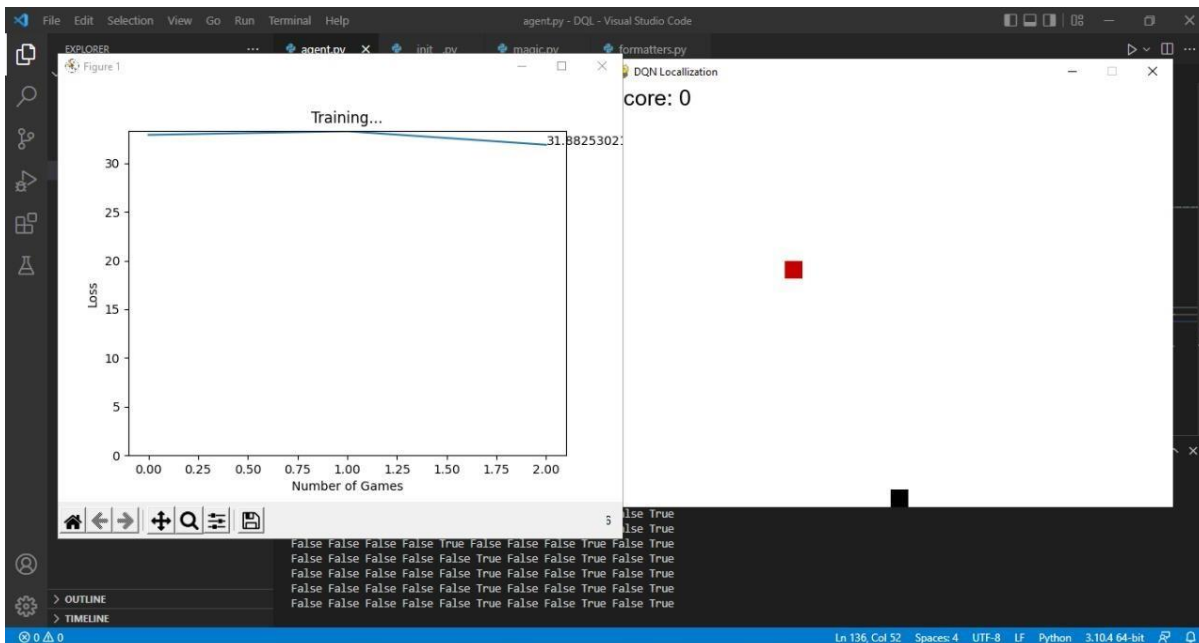 File Edit Selection View Go Run Terminal Help
agent.py - DQL - Visual Studio Code
EXPLORER
...
agent.py
init .py
magic.py
formatters.py
Figure 1
Training...
31.8825302
30
25
20
15
10
5
0
Loss
0.00 0.25 0.50 0.75 1.00 1.25 1.50 1.75 2.00
Number of Games
DQN Locallization
core: 0
lse True
lse True
False False False False True False False False True False True
False False False False False True False False True False True
False False False False False True False False True False True
False False False False False True False False True False True
False False False False False True False False True False True
OUTLINE
TIMELINE
0 0
Ln 136, Col 52 Spaces: 4 UTF-8 LF Python 3.10.4 64-bit